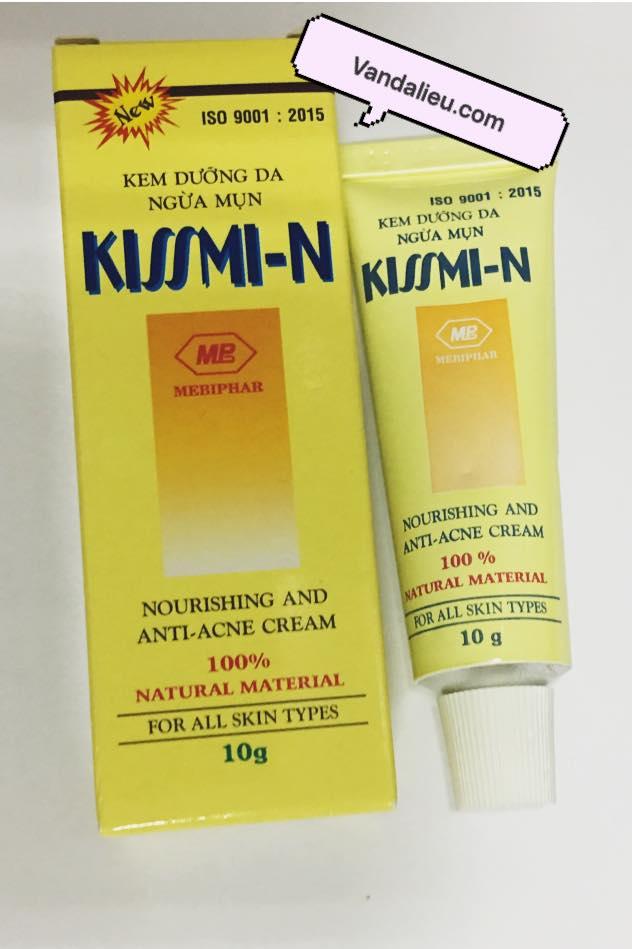 Vandalieu.com
New
ISO 9001 : 2015
KEM DƯỠNG DA
NGỪA MỤN
KISSMI-N
MP
MEBIPHAR
NOURISHING AND
ANTI-ACNE CREAM
100%
NATURAL MATERIAL
FOR ALL SKIN TYPES
10g
ISO 9001 : 2015
KEM DƯỠNG DA
NGỪA MỤN
KISSMI-N
MP
MEBIPHAR
NOURISHING AND
ANTI-ACNE CREAM
100 %
NATURAL MATERIAL
FOR ALL SKIN TYPES
10 g